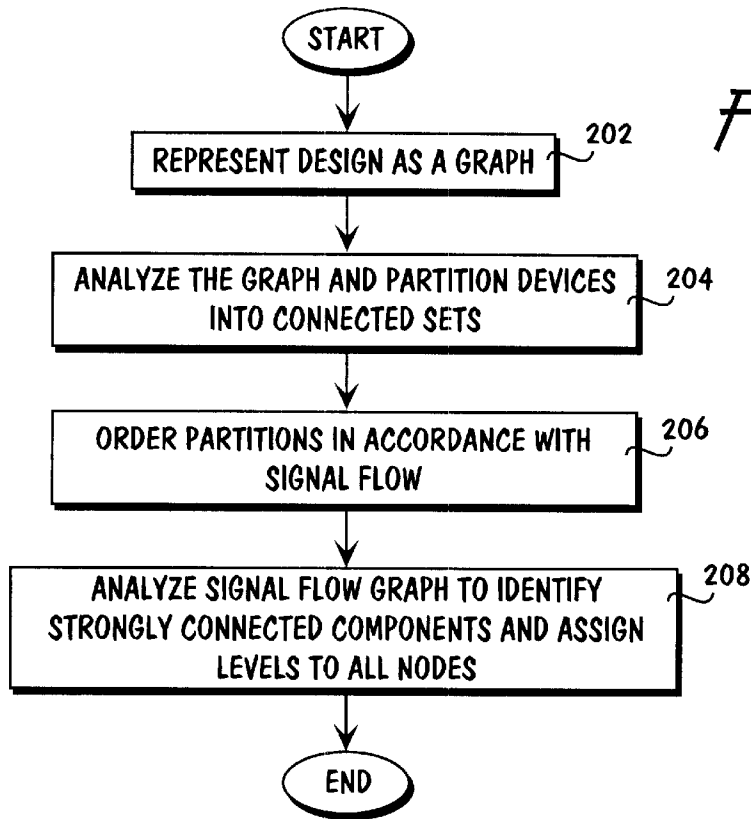 START
F
202
REPRESENT DESIGN AS A GRAPH
ANALYZE THE GRAPH AND PARTITION DEVICES
INTO CONNECTED SETS
204
ORDER PARTITIONS IN ACCORDANCE WITH
SIGNAL FLOW
206
ANALYZE SIGNAL FLOW GRAPH TO IDENTIFY
STRONGLY CONNECTED COMPONENTS AND ASSIGN
LEVELS TO ALL NODES
208
END